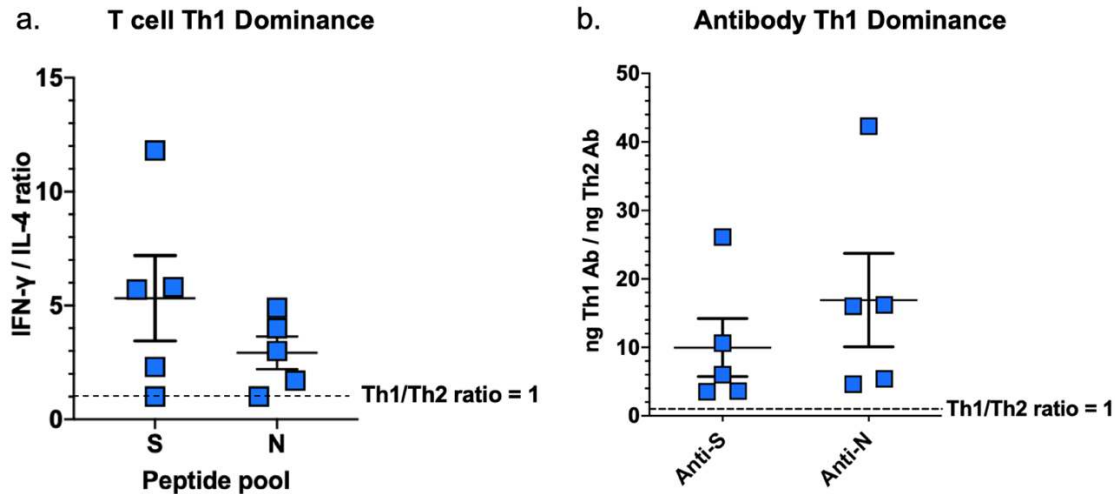 a.
T cell Th1 Dominance
15
10
5
0
IFN-γ / IL-4 ratio
Th1/Th2 ratio = 1
S
N
Peptide pool
b.
Antibody Th1 Dominance
50
40
30
20
10
0
ng Th1 Ab / ng Th2 Ab
Th1/Th2 ratio = 1
Anti-S
Anti-N